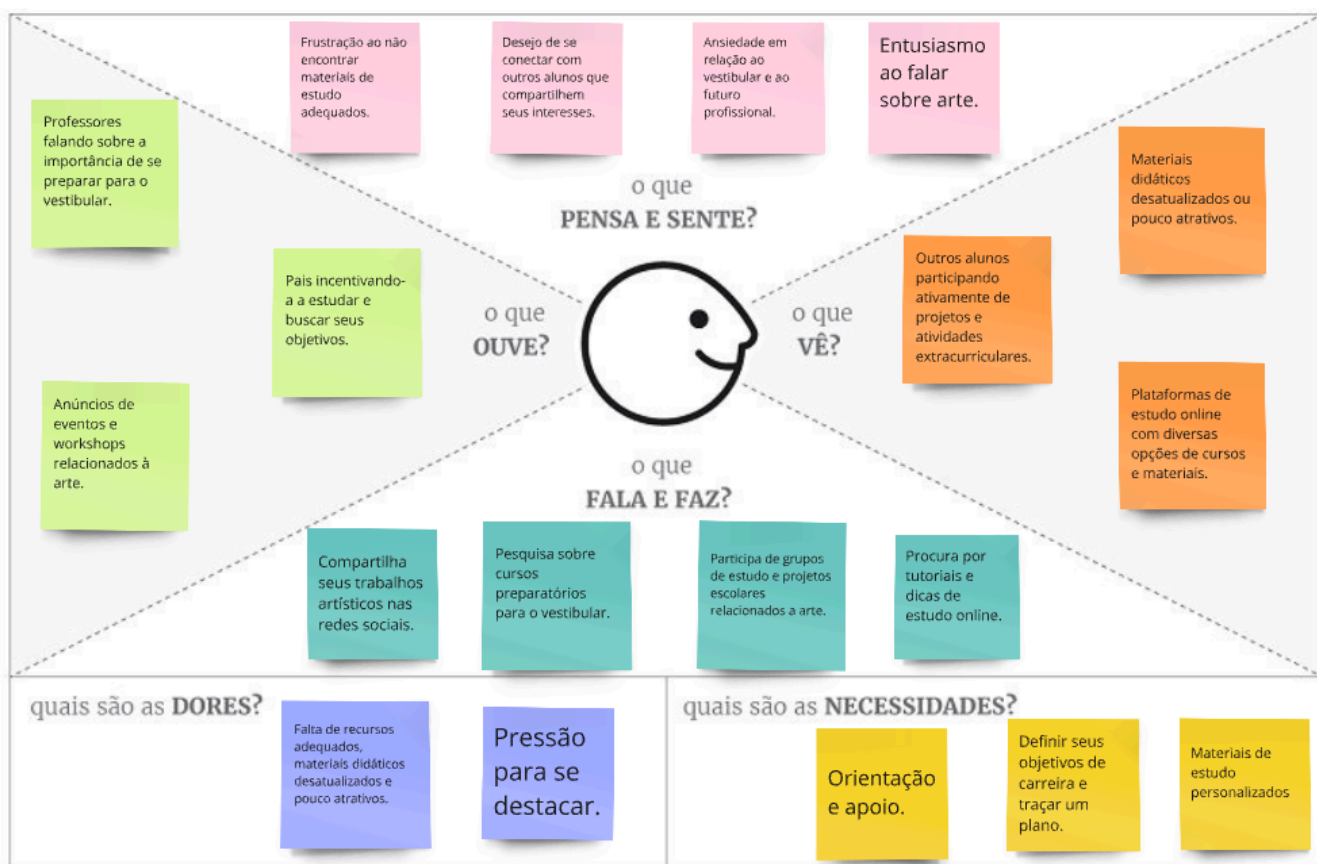 Frustração ao não
encontrar
materiais de
estudo
adequados.
Desejo de se
conectar com
outros alunos que
compartilhem
seus interesses.
Ansiedade em
relação ao
vestibular e ao
futuro
profissional.
Entusiasmo
ao falar
sobre arte.
o que
PENSA E SENTE?
Professores
falando sobre a
importância de se
preparar para o
vestibular.
Pais incentivando-
a a estudar e
buscar seus
objetivos.
Anúncios de
eventos e
workshops
relacionados à
arte.
o que
OUVE?
o que
VÊ?
Materiais
didáticos
desatualizados ou
pouco atrativos.
Outros alunos
participando
ativamente de
projetos e
atividades
extracurriculares.
Plataformas de
estudo online
com diversas
opções de cursos
e materiais.
o que
FALA E FAZ?
Compartilha
seus trabalhos
artísticos nas
redes sociais.
Pesquisa sobre
cursos
preparatórios
para o vestibular.
Participa de grupos
de estudo e projetos
escolares
relacionados a arte.
Procura por
tutoriais e
dicas de
estudo online.
quais são as DORES?
Falta de recursos
adequados,
materiais didáticos
desatualizados e
pouco atrativos.
Pressão
para se
destacar.
quais são as NECESSIDADES?
Orientação
e apoio.
Definir seus
objetivos de
carreira e
traçar um
plano.
Materiais de
estudo
personalizados